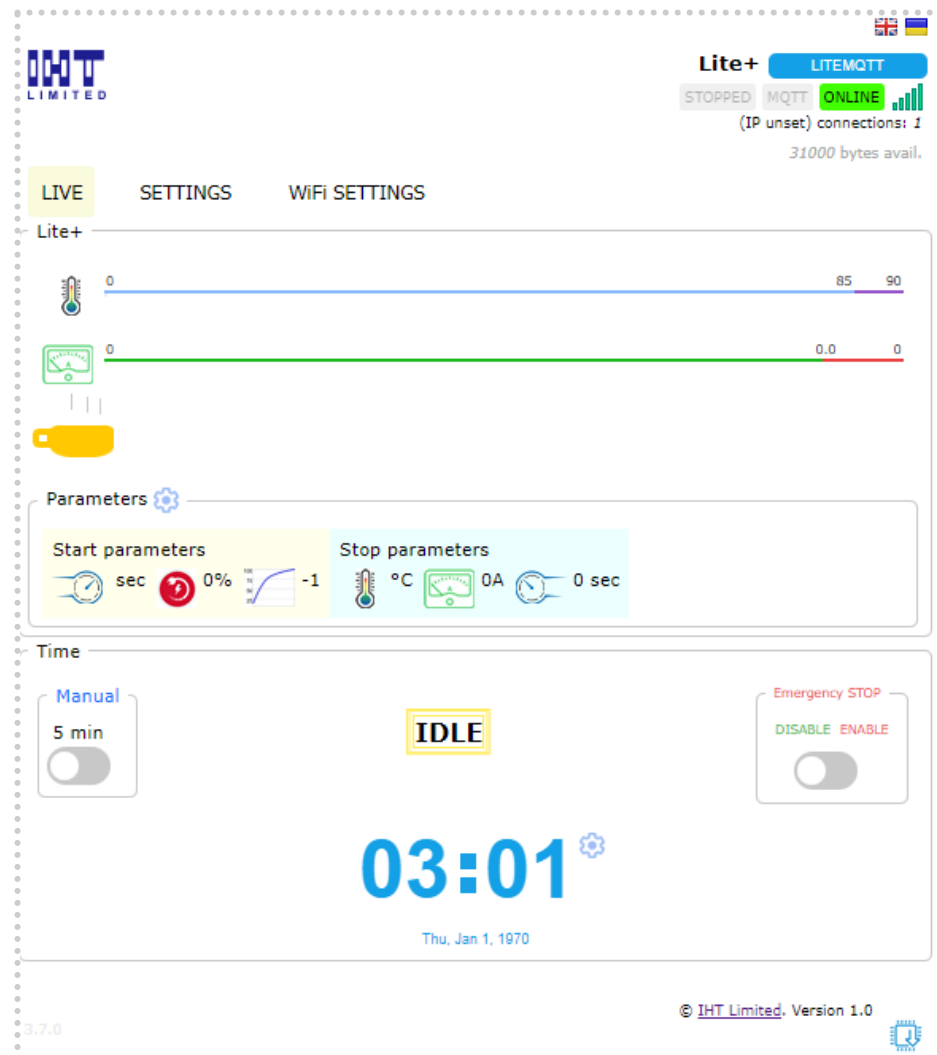 IHT
LIMITED
Lite+ LITEMQTT
STOPPED MQTT ONLINE
(IP unset) connections: 1
31000 bytes avail.
LIVE SETTINGS WiFi SETTINGS
Lite+
0 85 90
0 0.0 0
Parameters
Start parameters Stop parameters
sec 0% -1 °C 0A 0 sec
Time
Manual Emergency STOP
5 min IDLE DISABLE ENABLE
03:01
Thu, Jan 1, 1970
© IHT Limited. Version 1.0
3.7.0